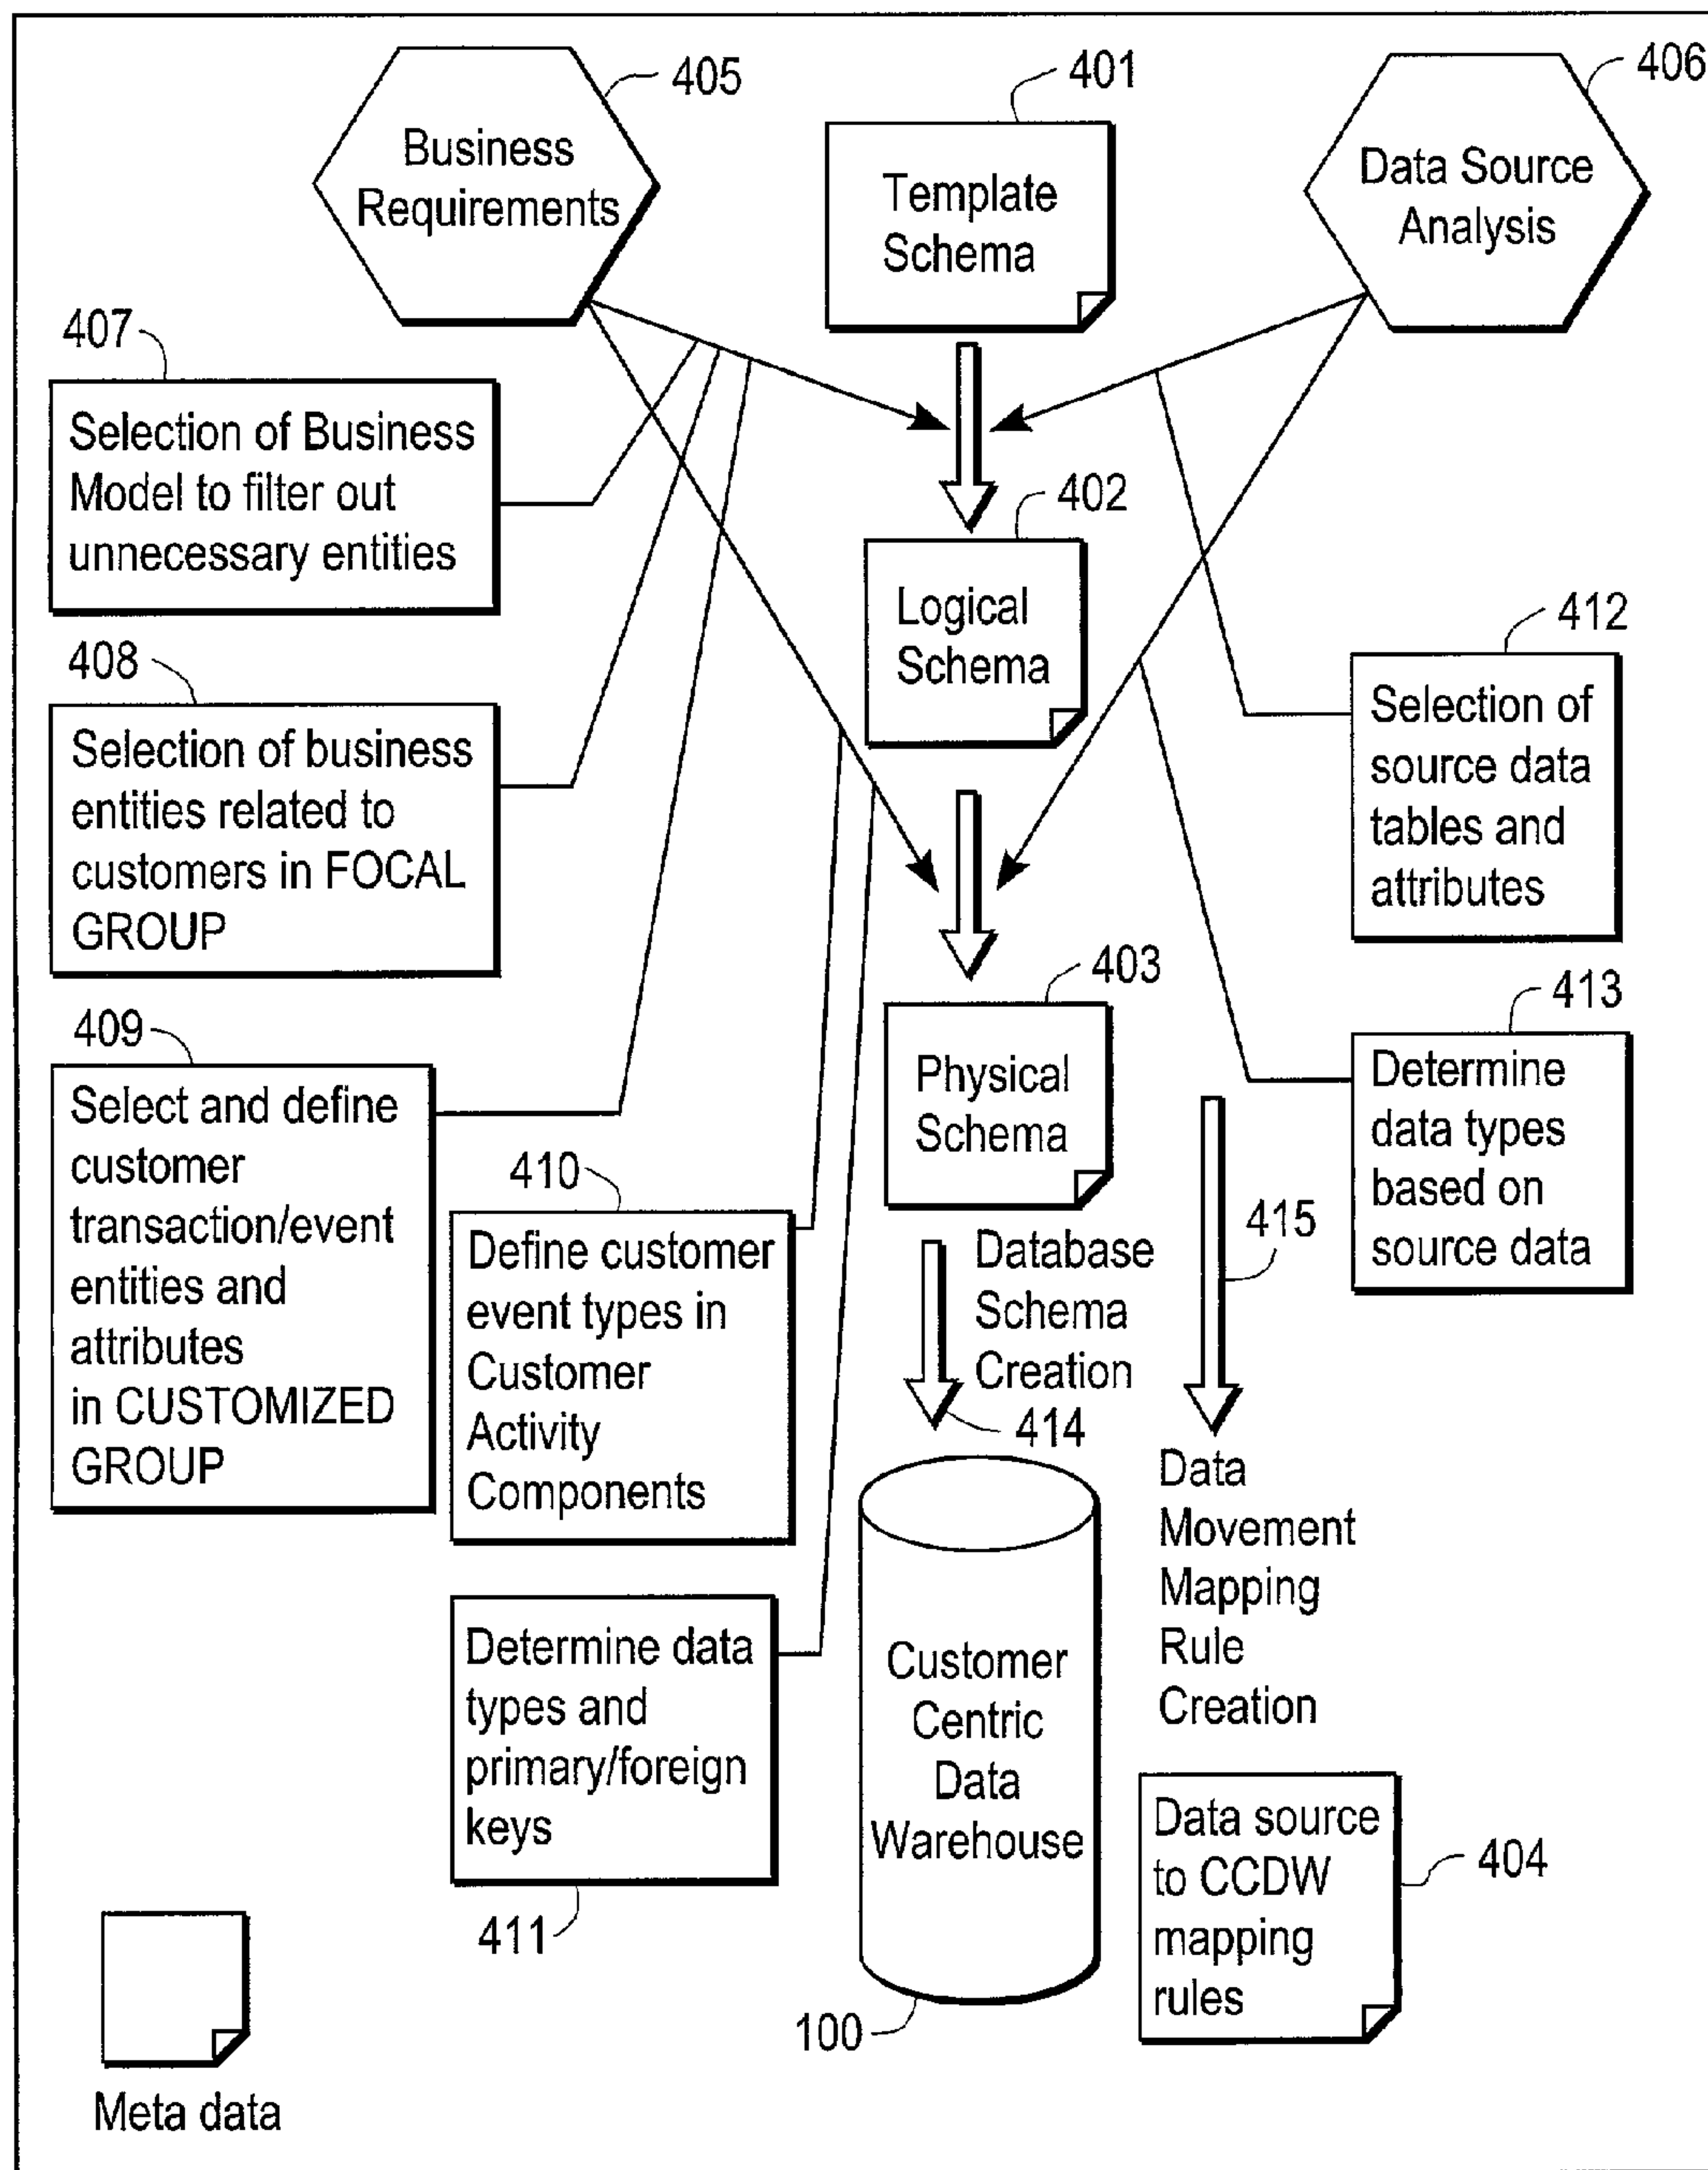 405
Business
Requirements
401
Template
Schema
406
Data Source
Analysis
407
Selection of Business
Model to filter out
unnecessary entities
402
Logical
Schema
408
Selection of business
entities related to
customers in FOCAL
GROUP
412
Selection of
source data
tables and
attributes
403
Physical
Schema
409
Select and define
customer
transaction/event
entities and
attributes
in CUSTOMIZED
GROUP
410
Define customer
event types in
Customer
Activity
Components
413
Determine
data types
based on
source data
Database
Schema
Creation
414
415
Data
Movement
Mapping
Rule
Creation
Determine data
types and
primary/foreign
keys
411
Customer
Centric
Data
Warehouse
100
Data source
to CCDW
mapping
rules
404
Meta data